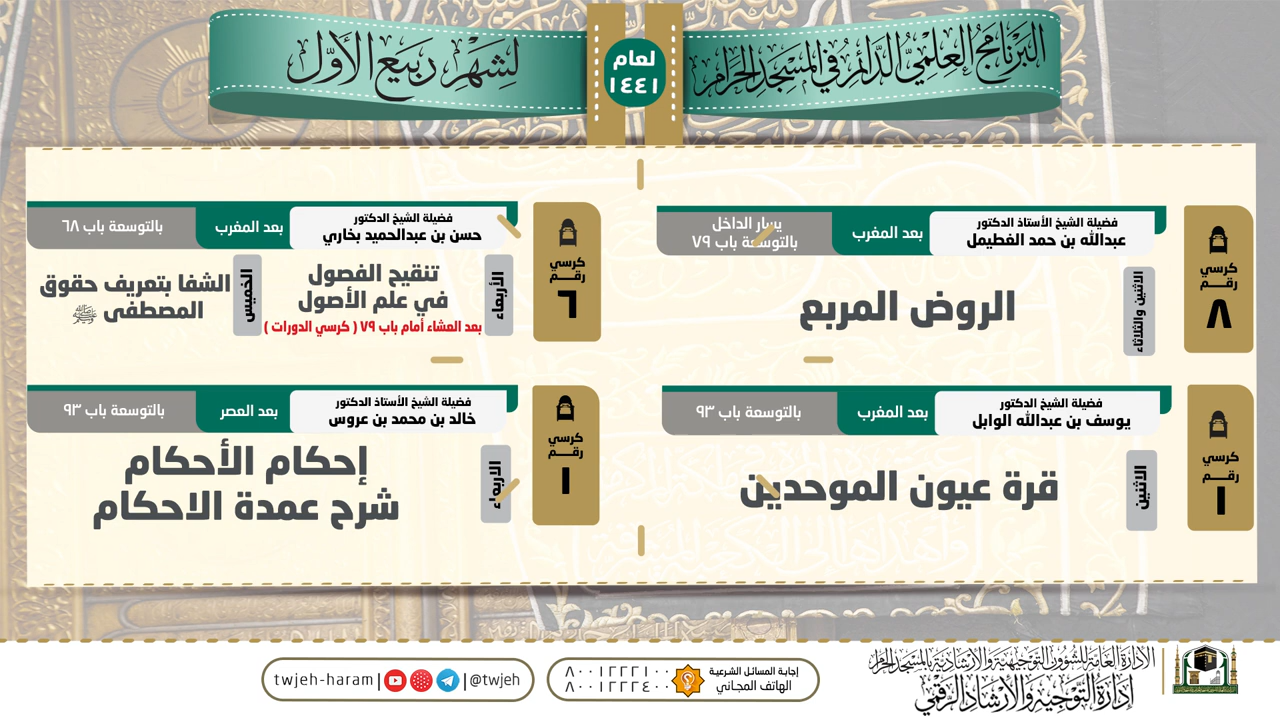 البرنامج العلمي الدائم في المسجد الحرام
لعام
١٤٤١
لشهر ربيع الأول
كرسي
رقم
٨
فضيلة الشيخ الأستاذ الدكتور
عبدالله بن حمد الغطيمل
بعد المغرب
يسار الداخل
بالتوسعة باب ٧٩
الاثنين والثلاثاء
الروض المربع
كرسي
رقم
٦
فضيلة الشيخ الدكتور
حسن بن عبدالحميد بخاري
بعد المغرب
بالتوسعة باب ٦٨
الأربعاء
تنقيح الفصول
في علم الأصول
بعد العشاء أمام باب ٧٩ ( كرسي الدورات )
الخميس
الشفا بتعريف حقوق
المصطفى ﷺ
كرسي
رقم
١
فضيلة الشيخ الدكتور
يوسف بن عبدالله الوابل
بعد المغرب
بالتوسعة باب ٩٣
الاثنين
قرة عيون الموحدين
كرسي
رقم
١
فضيلة الشيخ الأستاذ الدكتور
خالد بن محمد بن عروس
بعد العصر
بالتوسعة باب ٩٣
الاربعاء
إحكام الأحكام
شرح عمدة الاحكام
الإدارة العامة للشؤون التوجيهية والإرشادية بالمسجد الحرام
إدارة التوجيه والإرشاد الرقمي
إجابة المسائل الشرعية
الهاتف المجاني
٨٠٠١٢٢٢١٠٠
٨٠٠١٢٢٢٤٠٠
twjeh-haram | @twjeh